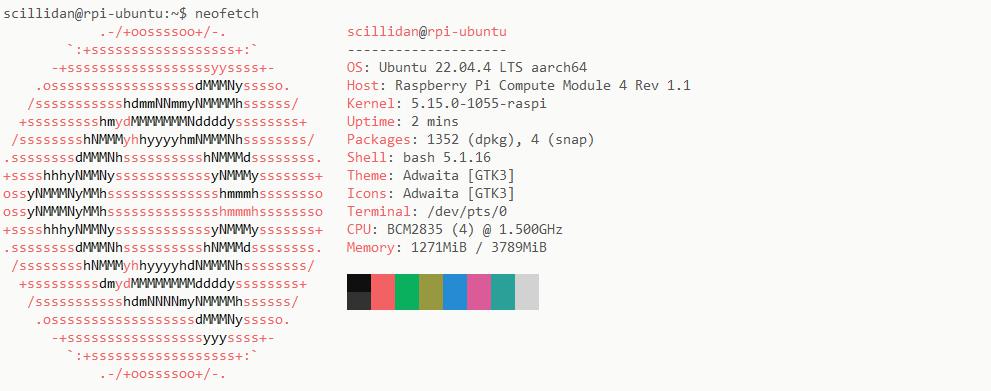 scillidan@rpi-ubuntu:~$ neofetch
            .-/+oossssoo+/-.               scillidan@rpi-ubuntu
        `:+ssssssssssssssssss+:`           --------------------
      -+ssssssssssssssssssyyssss+-         OS: Ubuntu 22.04.4 LTS aarch64
    .ossssssssssssssssssdMMMNysssso.       Host: Raspberry Pi Compute Module 4 Rev 1.1
   /ssssssssssshdmmNNmmyNMMMMhssssss/      Kernel: 5.15.0-1055-raspi
  +ssssssssshmydMMMMMMMNddddyssssssss+     Uptime: 2 mins
 /sssssssshNMMMyhhyyyyhmNMMMNhssssssss/    Packages: 1352 (dpkg), 4 (snap)
.ssssssssdMMMNhsssssssssshNMMMdssssssss.   Shell: bash 5.1.16
+sssshhhyNMMNyssssssssssssyNMMMysssssss+   Theme: Adwaita [GTK3]
ossyNMMMNyMMhsssssssssssssshmmmhssssssso   Icons: Adwaita [GTK3]
ossyNMMMNyMMhsssssssssssssshmmmhssssssso   Terminal: /dev/pts/0
+sssshhhyNMMNyssssssssssssyNMMMysssssss+   CPU: BCM2835 (4) @ 1.500GHz
.ssssssssdMMMNhsssssssssshNMMMdssssssss.   Memory: 1271MiB / 3789MiB
 /sssssssshNMMMyhhyyyyhdNMMMNhssssssss/
  +sssssssssdmydMMMMMMMMddddyssssssss+
   /ssssssssssshdmNNNNmyNMMMMhssssss/
    .ossssssssssssssssssdMMMNysssso.
      -+sssssssssssssssssyyyssss+-
        `:+ssssssssssssssssss+:`
            .-/+oossssoo+/-.